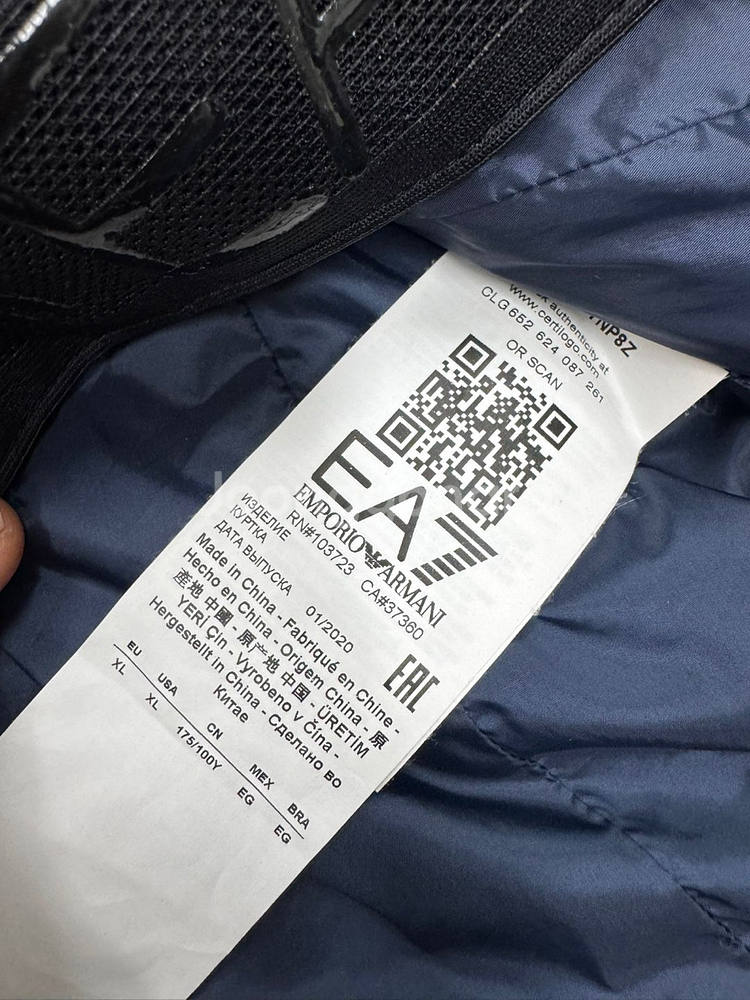 7NP8Z
authenticity at
www.certilogo.com
CLG 652 624 087 261
OR SCAN
EA7
EMPORIO ARMANI
RN#103723 CA#37360
ИЗДЕЛИЕ
КУРТКА
ДАТА ВЫПУСКА 01/2020
EAC
Made in China - Fabriqué en Chine -
Hecho en China - Origem China - 原
產地 中國 - 原产地 中国 - ÜRETİM
YERİ Çin - Vyrobeno v Čína -
Hergestellt in China - Сделано во
Китае
EU USA CN MEX BRA
XL XL 175/100Y EG EG